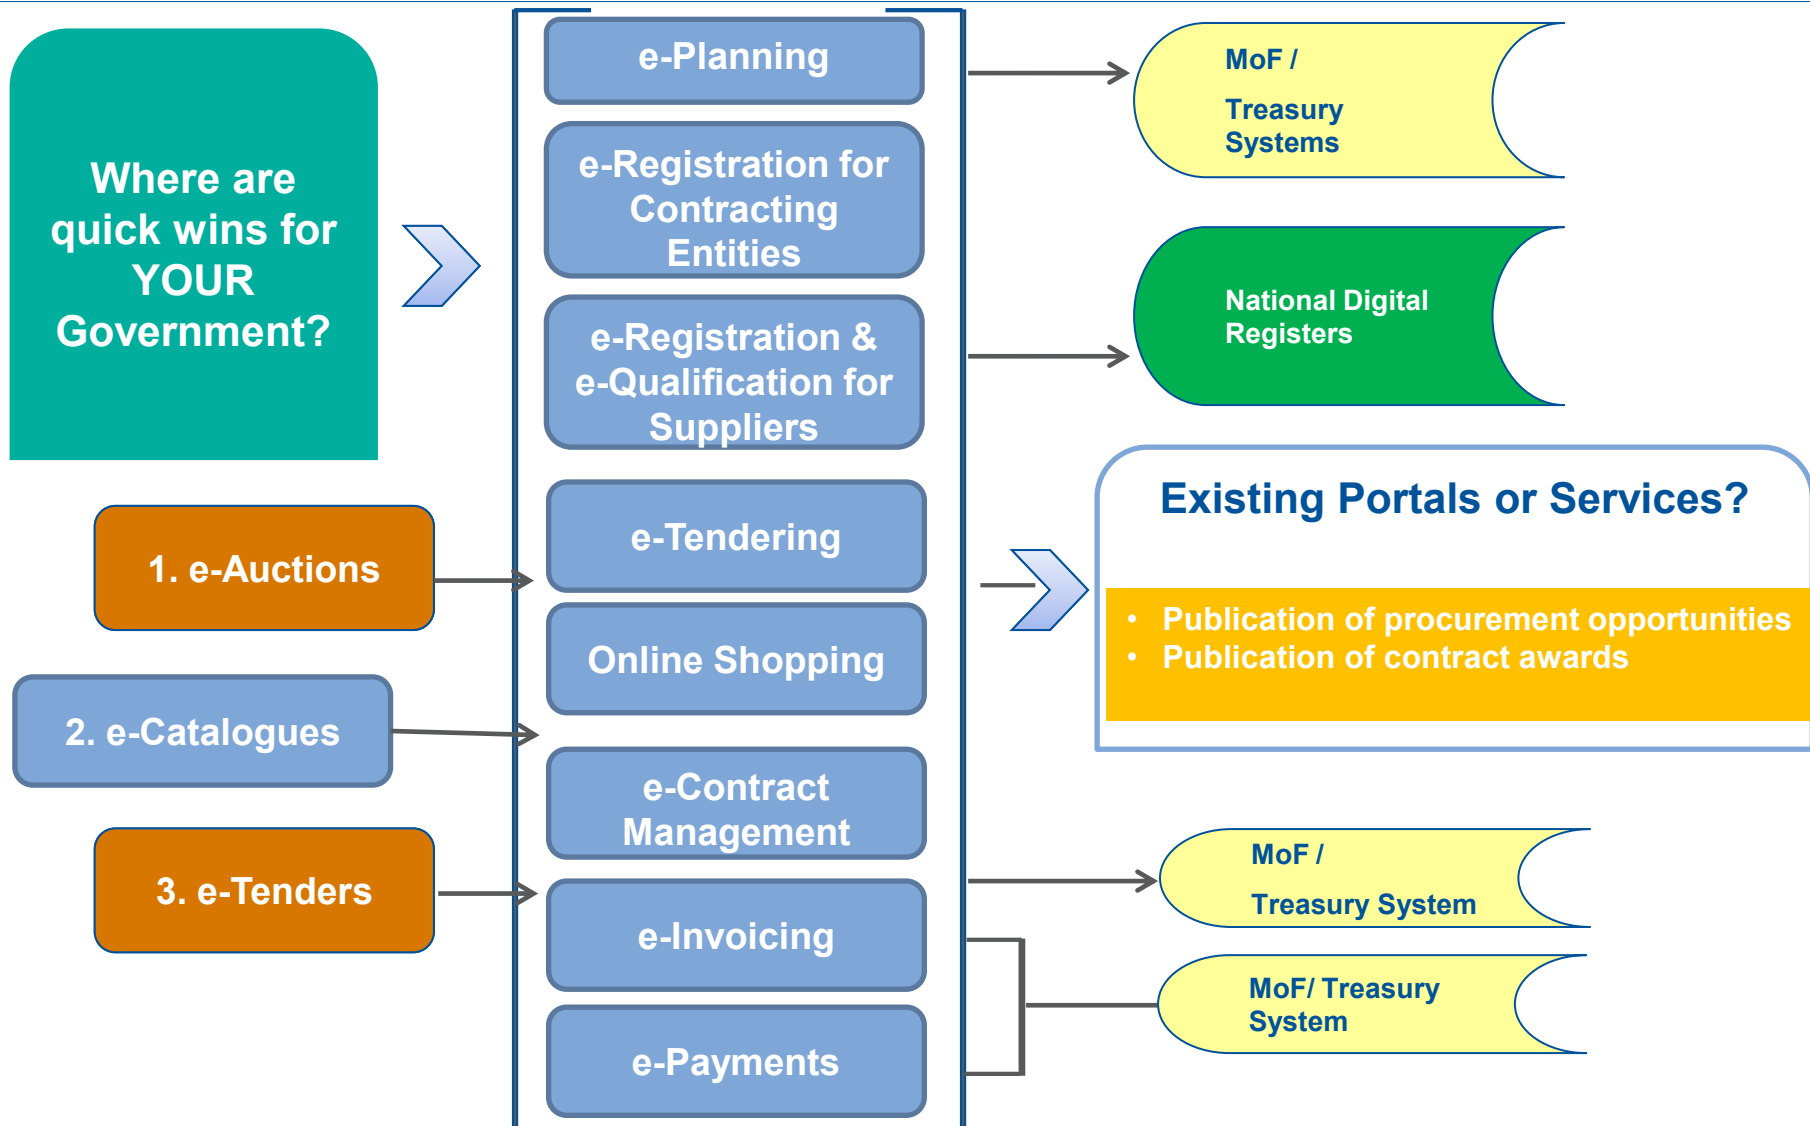 Where are
quick wins for
YOUR
Government?
1. e-Auctions
2. e-Catalogues
3. e-Tenders
e-Planning
e-Registration for
Contracting
Entities
e-Registration &
e-Qualification for
Suppliers
e-Tendering
Online Shopping
e-Contract
Management
e-Invoicing
e-Payments
MoF /
Treasury
Systems
National Digital
Registers
Existing Portals or Services?
• Publication of procurement opportunities
• Publication of contract awards
MoF /
Treasury System
MoF/ Treasury
System